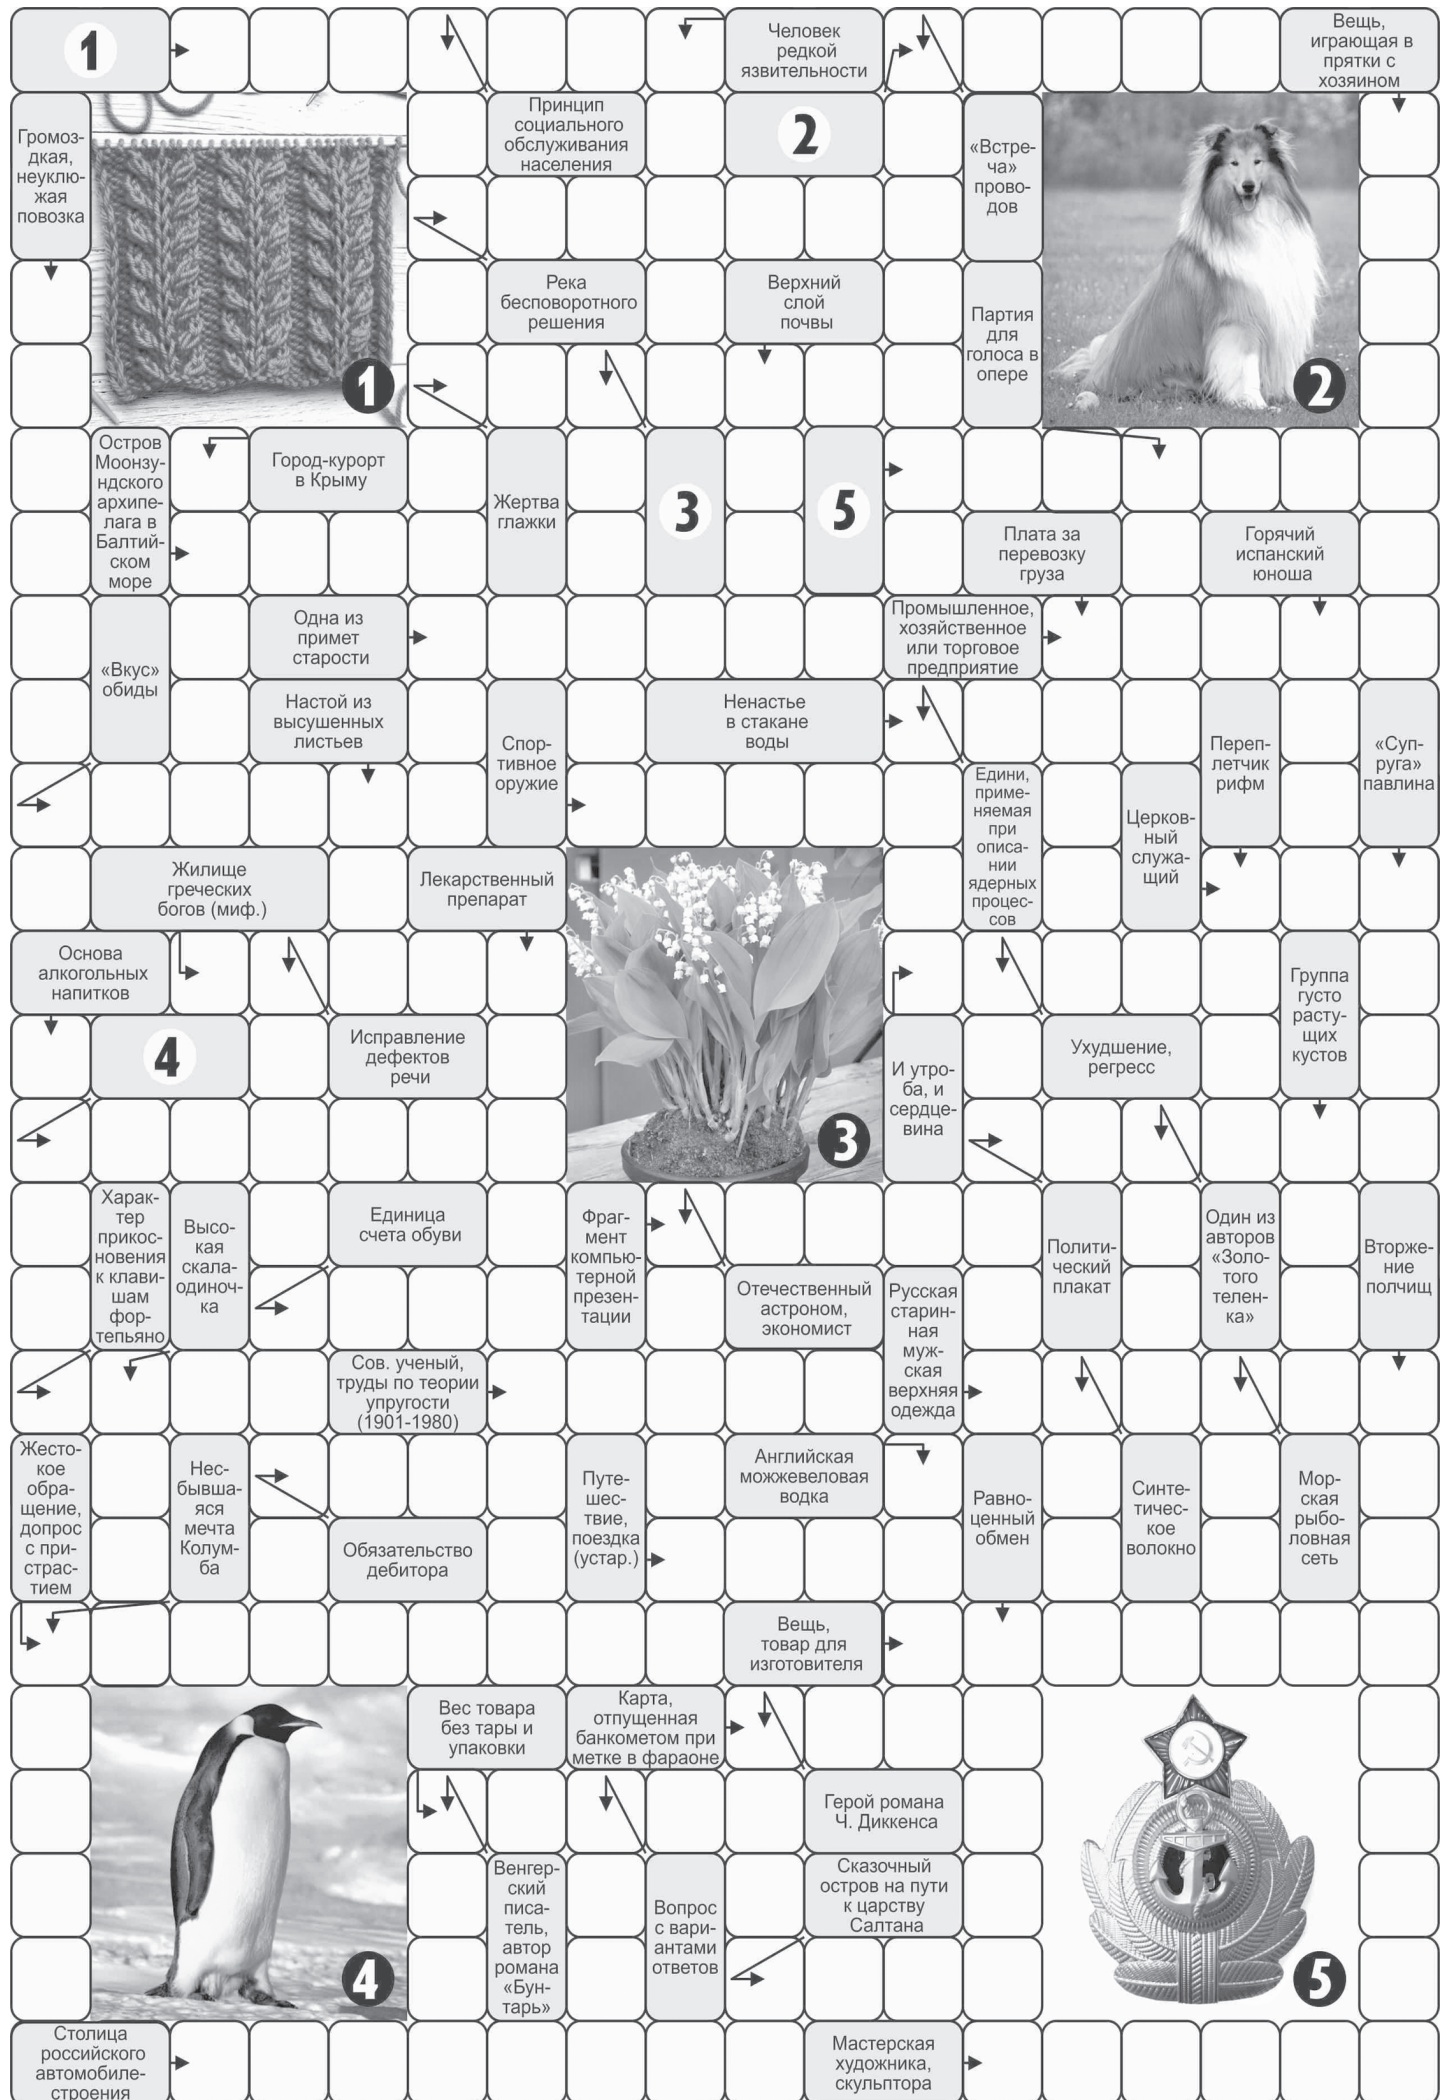 1
Человек
редкой
язвительности
Вещь,
играющая в
прятки с
хозяином
Громоз-
дкая,
неуклю-
жая
повозка
Принцип
социального
обслуживания
населения
2
«Встре-
ча»
прово-
дов
Река
бесповоротного
решения
Верхний
слой
почвы
Партия
для
голоса в
опере
1
2
Остров
Моонзу-
ндского
архипе-
лага в
Балтий-
ском
море
Город-курорт
в Крыму
Жертва
глажки
3
5
Плата за
перевозку
груза
Горячий
испанский
юноша
«Вкус»
обиды
Одна из
примет
старости
Промышленное,
хозяйственное
или торговое
предприятие
Настой из
высушенных
листьев
Спор-
тивное
оружие
Ненастье
в стакане
воды
Переп-
летчик
рифм
«Суп-
руга»
павлина
Едини,
приме-
няемая
при
описа-
нии
ядерных
процес-
сов
Церков-
ный
служа-
щий
Жилище
греческих
богов (миф.)
Лекарственный
препарат
Основа
алкогольных
напитков
Группа
густо
расту-
щих
кустов
4
Исправление
дефектов
речи
И утро-
ба, и
сердце-
вина
Ухудшение,
регресс
3
Харак-
тер
прикос-
новения
к клави-
шам
фор-
тепьяно
Высо-
кая
скала-
одиноч-
ка
Единица
счета обуви
Фраг-
мент
компью-
терной
презен-
тации
Полити-
ческий
плакат
Один из
авторов
«Золо-
того
телен-
ка»
Вторже-
ние
полчищ
Отечественный
астроном,
экономист
Русская
старин-
ная
муж-
ская
верхняя
одежда
Сов. ученый,
труды по теории
упругости
(1901-1980)
Жесто-
кое
обра-
щение,
допрос
с при-
страс-
тием
Нес-
бывша-
яся
мечта
Колум-
ба
Путе-
шес-
твие,
поездка
(устар.)
Английская
можжевеловая
водка
Равно-
ценный
обмен
Синте-
тичес-
кое
волокно
Мор-
ская
рыбо-
ловная
сеть
Обязательство
дебитора
Вещь,
товар для
изготовителя
Вес товара
без тары и
упаковки
Карта,
отпущенная
банкометом при
метке в фараоне
Герой романа
Ч. Диккенса
Венгер-
ский
писа-
тель,
автор
романа
«Бун-
тарь»
Вопрос
с вари-
антами
ответов
Сказочный
остров на пути
к царству
Салтана
4
5
Столица
российского
автомобиле-
строения
Мастерская
художника,
скульптора